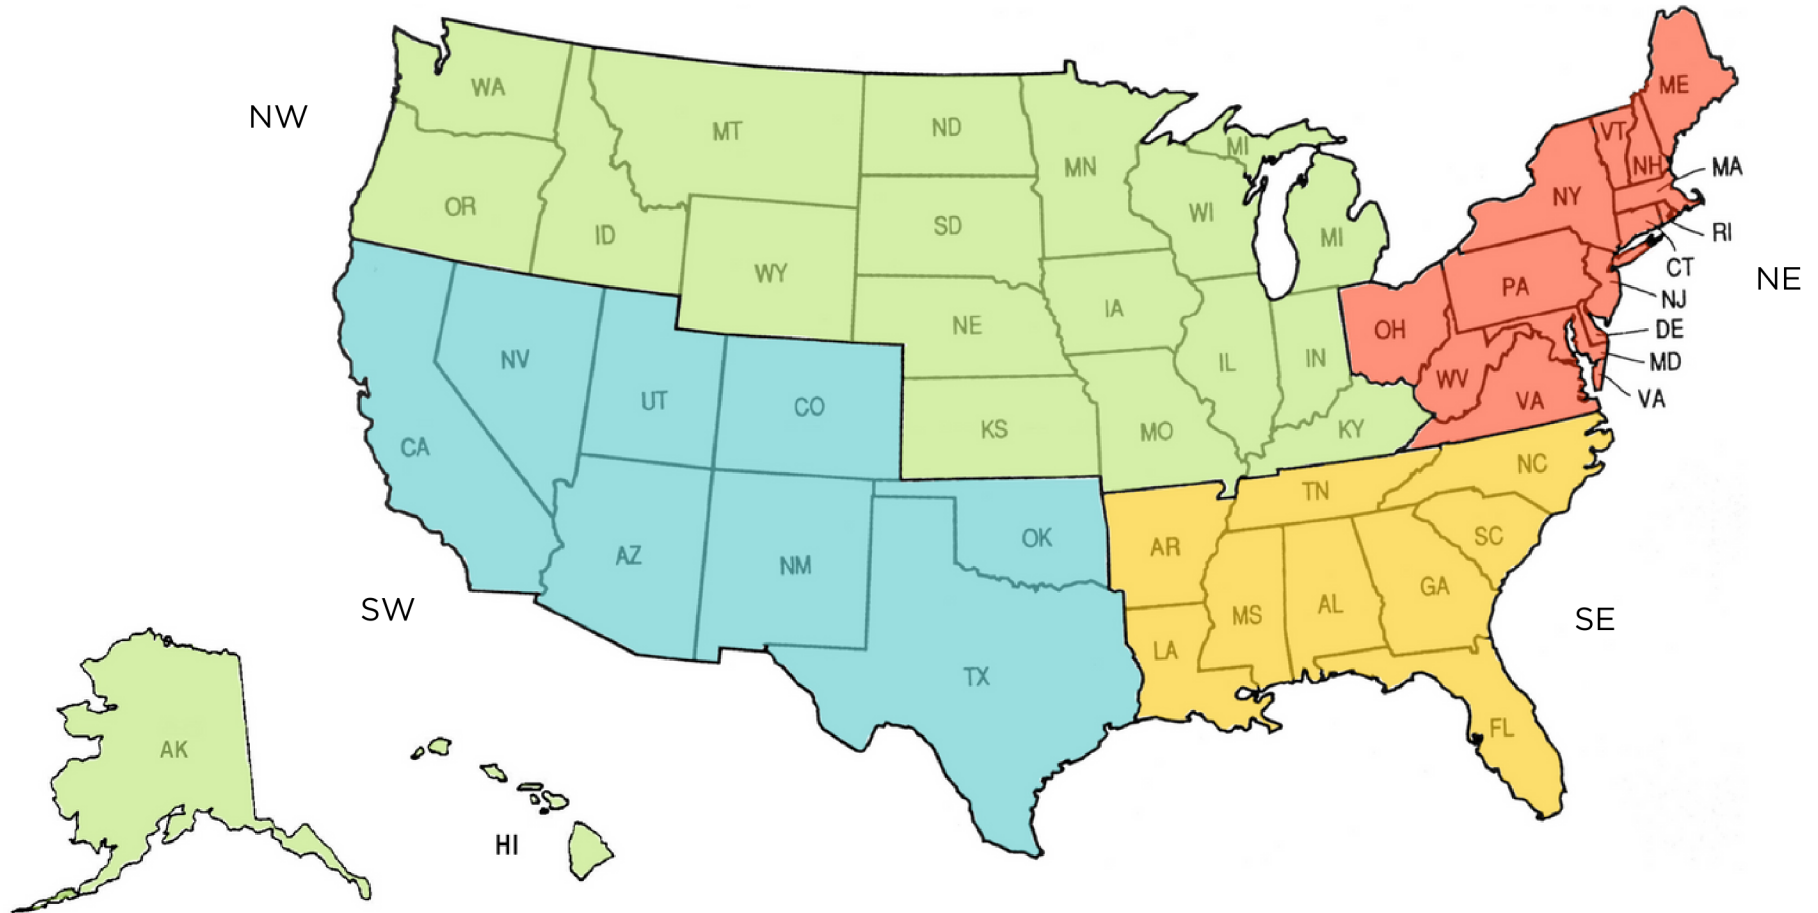 ME
WA
NW
MT
ND
VT
MI
NH
MA
MN
NY
OR
WI
SD
RI
ID
MI
CT
WY
NE
PA
NJ
IA
NE
OH
DE
NV
IL
IN
MD
WV
UT
CO
VA
VA
KS
MO
KY
CA
NC
TN
SC
OK
AR
AZ
NM
GA
SW
MS
AL
SE
LA
TX
FL
AK
HI